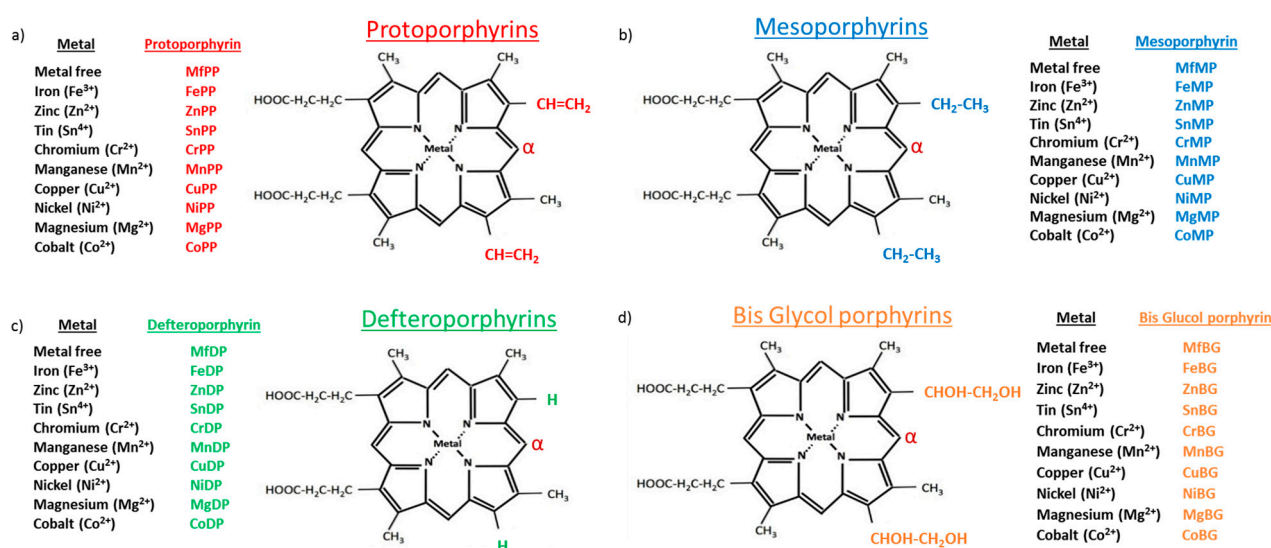 a)
Metal Protoporphyrin
Metal free MfPP
Iron (Fe³⁺) FePP
Zinc (Zn²⁺) ZnPP
Tin (Sn⁴⁺) SnPP
Chromium (Cr²⁺) CrPP
Manganese (Mn²⁺) MnPP
Copper (Cu²⁺) CuPP
Nickel (Ni²⁺) NiPP
Magnesium (Mg²⁺) MgPP
Cobalt (Co²⁺) CoPP
Protoporphyrins
CH₃ CH₃
HOOC-H₂C-H₂C CH=CH₂
N N
Metal α
N N
HOOC-H₂C-H₂C CH₃
CH₃
CH=CH₂
b)
Mesoporphyrins
CH₃ CH₃
HOOC-H₂C-H₂C CH₂-CH₃
N N
Metal α
N N
HOOC-H₂C-H₂C CH₃
CH₃
CH₂-CH₃
Metal Mesoporphyrin
Metal free MfMP
Iron (Fe³⁺) FeMP
Zinc (Zn²⁺) ZnMP
Tin (Sn⁴⁺) SnMP
Chromium (Cr²⁺) CrMP
Manganese (Mn²⁺) MnMP
Copper (Cu²⁺) CuMP
Nickel (Ni²⁺) NiMP
Magnesium (Mg²⁺) MgMP
Cobalt (Co²⁺) CoMP
c)
Metal Defteroporphyrin
Metal free MfDP
Iron (Fe³⁺) FeDP
Zinc (Zn²⁺) ZnDP
Tin (Sn⁴⁺) SnDP
Chromium (Cr²⁺) CrDP
Manganese (Mn²⁺) MnDP
Copper (Cu²⁺) CuDP
Nickel (Ni²⁺) NiDP
Magnesium (Mg²⁺) MgDP
Cobalt (Co²⁺) CoDP
Defteroporphyrins
CH₃ CH₃
HOOC-H₂C-H₂C H
N N
Metal α
N N
HOOC-H₂C-H₂C CH₃
CH₃
H
d)
Bis Glycol porphyrins
CH₃ CH₃
HOOC-H₂C-H₂C CHOH-CH₂OH
N N
Metal α
N N
HOOC-H₂C-H₂C CH₃
CH₃
CHOH-CH₂OH
Metal Bis Glucol porphyrin
Metal free MfBG
Iron (Fe³⁺) FeBG
Zinc (Zn²⁺) ZnBG
Tin (Sn⁴⁺) SnBG
Chromium (Cr²⁺) CrBG
Manganese (Mn²⁺) MnBG
Copper (Cu²⁺) CuBG
Nickel (Ni²⁺) NiBG
Magnesium (Mg²⁺) MgBG
Cobalt (Co²⁺) CoBG